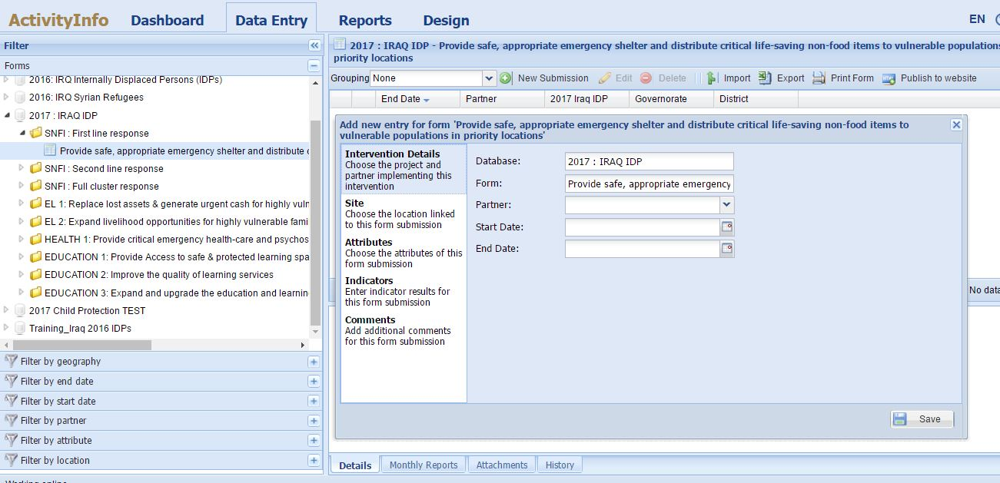 ActivityInfo Dashboard Data Entry Reports Design EN
Filter
Forms
2016: IRQ Internally Displaced Persons (IDPs)
2016: IRQ Syrian Refugees
2017 : IRAQ IDP
SNFI : First line response
Provide safe, appropriate emergency shelter and distribute
SNFI : Second line response
SNFI : Full cluster response
EL 1: Replace lost assets & generate urgent cash for highly vuln
EL 2: Expand livelihood opportunities for highly vulnerable fami
HEALTH 1: Provide critical emergency health-care and psychos
EDUCATION 1: Provide Access to safe & protected learning spa
EDUCATION 2: Improve the quality of learning services
EDUCATION 3: Expand and upgrade the education and learnin
2017 Child Protection TEST
Training_Iraq 2016 IDPs
Filter by geography
Filter by end date
Filter by start date
Filter by partner
Filter by attribute
Filter by location
2017 : IRAQ IDP - Provide safe, appropriate emergency shelter and distribute critical life-saving non-food items to vulnerable populations
priority locations
Grouping None New Submission Edit Delete Import Export Print Form Publish to website
End Date Partner 2017 Iraq IDP Governorate District
Add new entry for form 'Provide safe, appropriate emergency shelter and distribute critical life-saving non-food items to
vulnerable populations in priority locations'
Intervention Details
Choose the project and
partner implementing this
intervention
Site
Choose the location linked
to this form submission
Attributes
Choose the attributes of this
form submission
Indicators
Enter indicator results for
this form submission
Comments
Add additional comments
for this form submission
Database: 2017 : IRAQ IDP
Form: Provide safe, appropriate emergency
Partner:
Start Date:
End Date:
Save
No data
Details Monthly Reports Attachments History
Working online